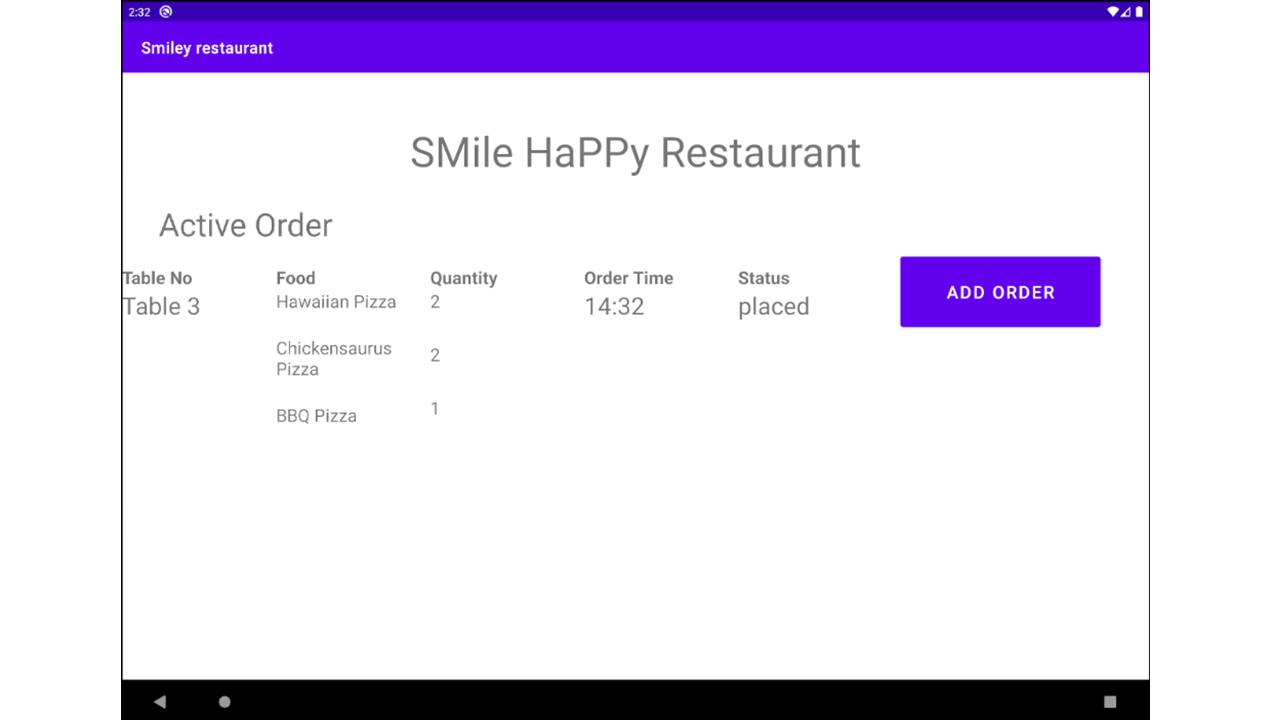 2:32
Smiley restaurant
SMile HaPPy Restaurant
Active Order
Table No Food Quantity Order Time Status
Table 3 Hawaiian Pizza 2 14:32 placed
ADD ORDER
Chickensaurus 2
Pizza
BBQ Pizza 1